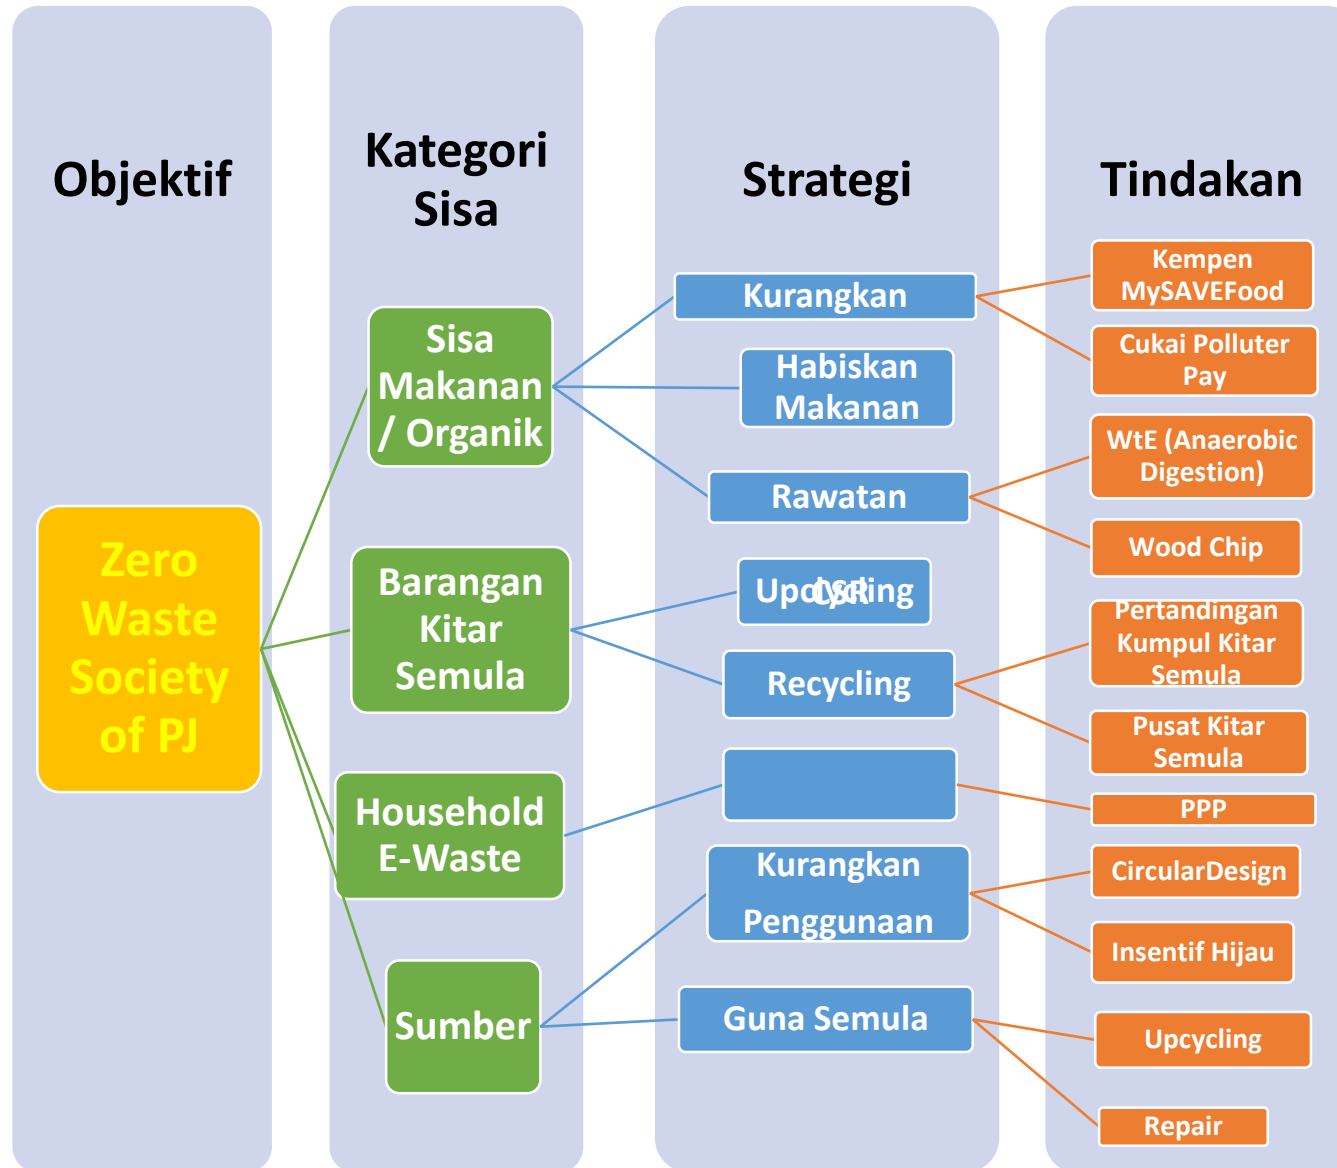 Objektif
Zero
Waste
Society
of PJ
Kategori
Sisa
Sisa
Makanan
/ Organik
Barangan
Kitar
Semula
Household
E-Waste
Sumber
Strategi
Kurangkan
Habiskan
Makanan
Rawatan
Upcycling
CSR
Recycling
Kurangkan
Penggunaan
Guna Semula
Tindakan
Kempen
MySAVEFood
Cukai Polluter
Pay
WtE (Anaerobic
Digestion)
Wood Chip
Pertandingan
Kumpul Kitar
Semula
Pusat Kitar
Semula
PPP
CircularDesign
Insentif Hijau
Upcycling
Repair